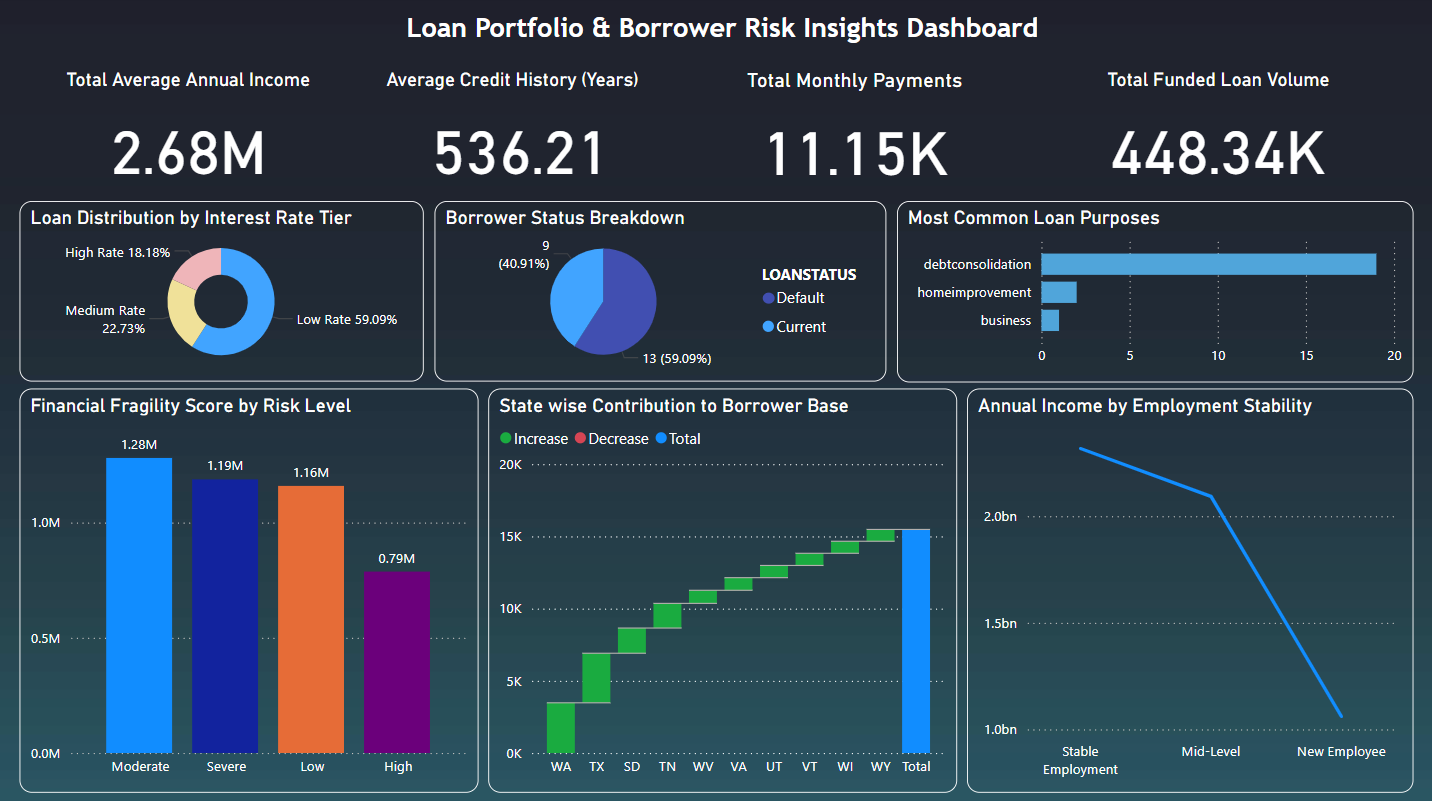 Loan Portfolio & Borrower Risk Insights Dashboard
Total Average Annual Income
Average Credit History (Years)
Total Monthly Payments
Total Funded Loan Volume
2.68M
536.21
11.15K
448.34K
Loan Distribution by Interest Rate Tier
High Rate 18.18%
Medium Rate
22.73%
Low Rate 59.09%
Borrower Status Breakdown
9
(40.91%)
13 (59.09%)
LOANSTATUS
Default
Current
Most Common Loan Purposes
debtconsolidation
homeimprovement
business
0 5 10 15 20
Financial Fragility Score by Risk Level
1.28M
1.19M
1.16M
0.79M
1.0M
0.5M
0.0M
Moderate Severe Low High
State wise Contribution to Borrower Base
Increase Decrease Total
20K
15K
10K
5K
0K
WA TX SD TN WV VA UT VT WI WY Total
Annual Income by Employment Stability
2.0bn
1.5bn
1.0bn
Stable
Employment
Mid-Level
New Employee